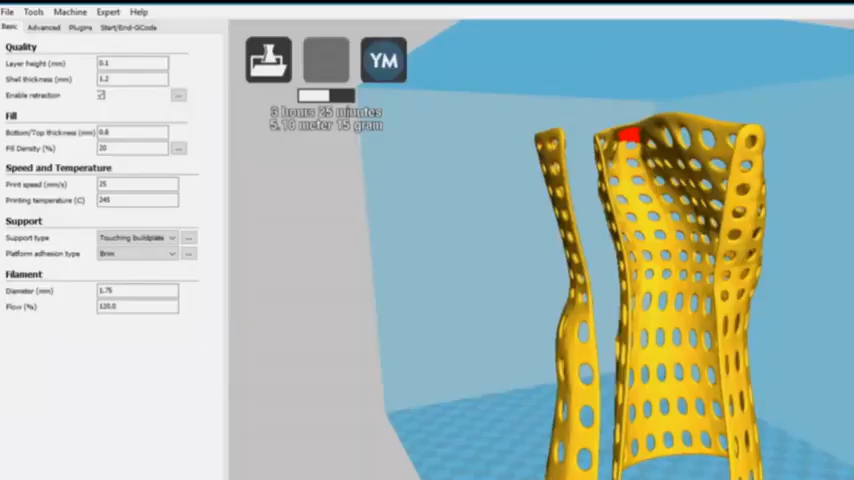 File Tools Machine Expert Help
Basic Advanced Plugins Start/End-GCode
Quality
Layer height (mm) 0.1
Shell thickness (mm) 1.2
Enable retraction
Fill
Bottom/Top thickness (mm) 0.8
Fill Density (%) 20
Speed and Temperature
Print speed (mm/s) 25
Printing temperature (C) 245
Support
Support type Touching buildplate
Platform adhesion type Brim
Filament
Diameter (mm) 1.75
Flow (%) 120.0
YM
3 hours 25 minutes
5.10 meter 15 gram